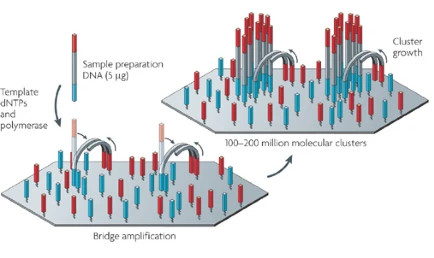 Sample preparation
DNA (5 µg)
Template
dNTPs
and
polymerase
Bridge amplification
Cluster
growth
100–200 million molecular clusters